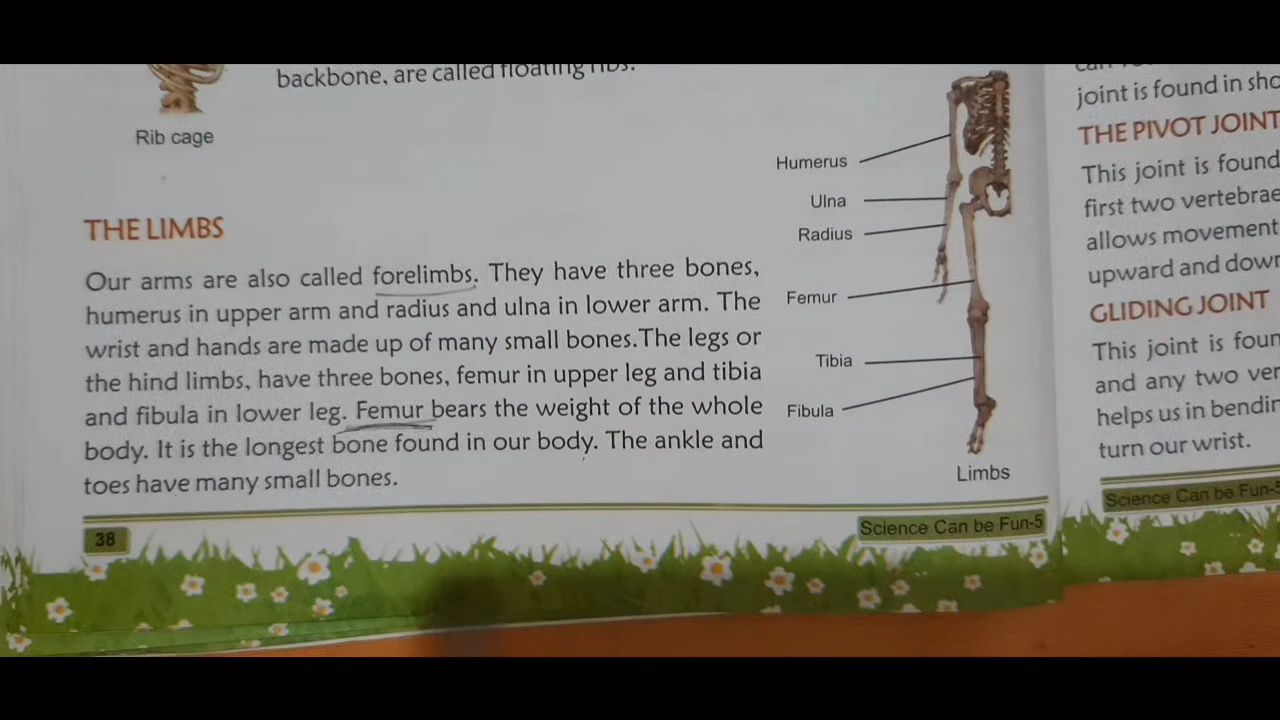 backbone, are called floating ribs.
Rib cage
THE LIMBS
Our arms are also called forelimbs. They have three bones,
humerus in upper arm and radius and ulna in lower arm. The
wrist and hands are made up of many small bones.The legs or
the hind limbs, have three bones, femur in upper leg and tibia
and fibula in lower leg. Femur bears the weight of the whole
body. It is the longest bone found in our body. The ankle and
toes have many small bones.
Humerus
Ulna
Radius
Femur
Tibia
Fibula
Limbs
38
Science Can be Fun-5
joint is found in sho
THE PIVOT JOINT
This joint is found
first two vertebrae
allows movement
upward and down
GLIDING JOINT
This joint is foun
and any two ver
helps us in bendin
turn our wrist.
Science Can be Fun-5